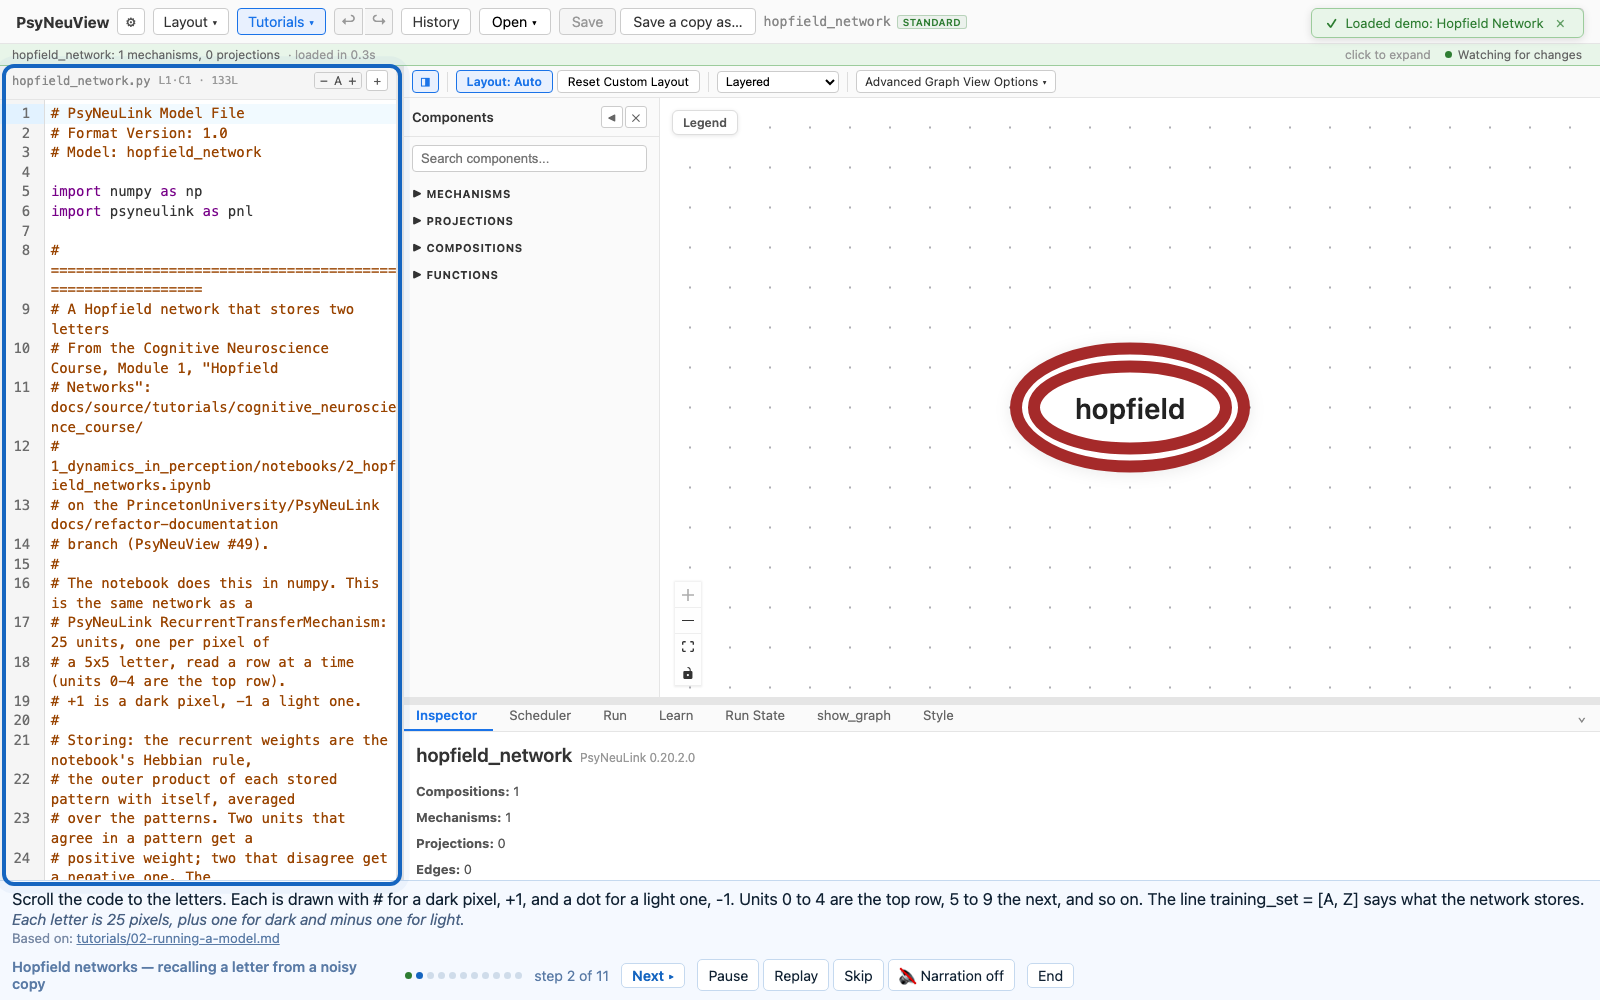 PsyNeuView ⚙ Layout ▾ Tutorials ▾ ↩ ↪ History Open ▾ Save Save a copy as... hopfield_network STANDARD
✓ Loaded demo: Hopfield Network ×
hopfield_network: 1 mechanisms, 0 projections · loaded in 0.3s
click to expand ● Watching for changes
hopfield_network.py L1·C1 · 133L − A + +
1 # PsyNeuLink Model File
2 # Format Version: 1.0
3 # Model: hopfield_network
4
5 import numpy as np
6 import psyneulink as pnl
7
8 #
=========================================
==================
9 # A Hopfield network that stores two
letters
10 # From the Cognitive Neuroscience
Course, Module 1, "Hopfield
11 # Networks":
docs/source/tutorials/cognitive_neuroscie
nce_course/
12 #
1_dynamics_in_perception/notebooks/2_hopf
ield_networks.ipynb
13 # on the PrincetonUniversity/PsyNeuLink
docs/refactor-documentation
14 # branch (PsyNeuView #49).
15 #
16 # The notebook does this in numpy. This
is the same network as a
17 # PsyNeuLink RecurrentTransferMechanism:
25 units, one per pixel of
18 # a 5x5 letter, read a row at a time
(units 0-4 are the top row).
19 # +1 is a dark pixel, -1 a light one.
20 #
21 # Storing: the recurrent weights are the
notebook's Hebbian rule,
22 # the outer product of each stored
pattern with itself, averaged
23 # over the patterns. Two units that
agree in a pattern get a
24 # positive weight; two that disagree get
a negative one. The
Layout: Auto Reset Custom Layout Layered Advanced Graph View Options ▾
Components ◀ ×
Search components...
▶ MECHANISMS
▶ PROJECTIONS
▶ COMPOSITIONS
▶ FUNCTIONS
Legend
hopfield
Inspector Scheduler Run Learn Run State show_graph Style
hopfield_network PsyNeuLink 0.20.2.0
Compositions: 1
Mechanisms: 1
Projections: 0
Edges: 0
Scroll the code to the letters. Each is drawn with # for a dark pixel, +1, and a dot for a light one, -1. Units 0 to 4 are the top row, 5 to 9 the next, and so on. The line training_set = [A, Z] says what the network stores.
Each letter is 25 pixels, plus one for dark and minus one for light.
Based on: tutorials/02-running-a-model.md
Hopfield networks — recalling a letter from a noisy
copy
step 2 of 11 Next ▸ Pause Replay Skip Narration off End